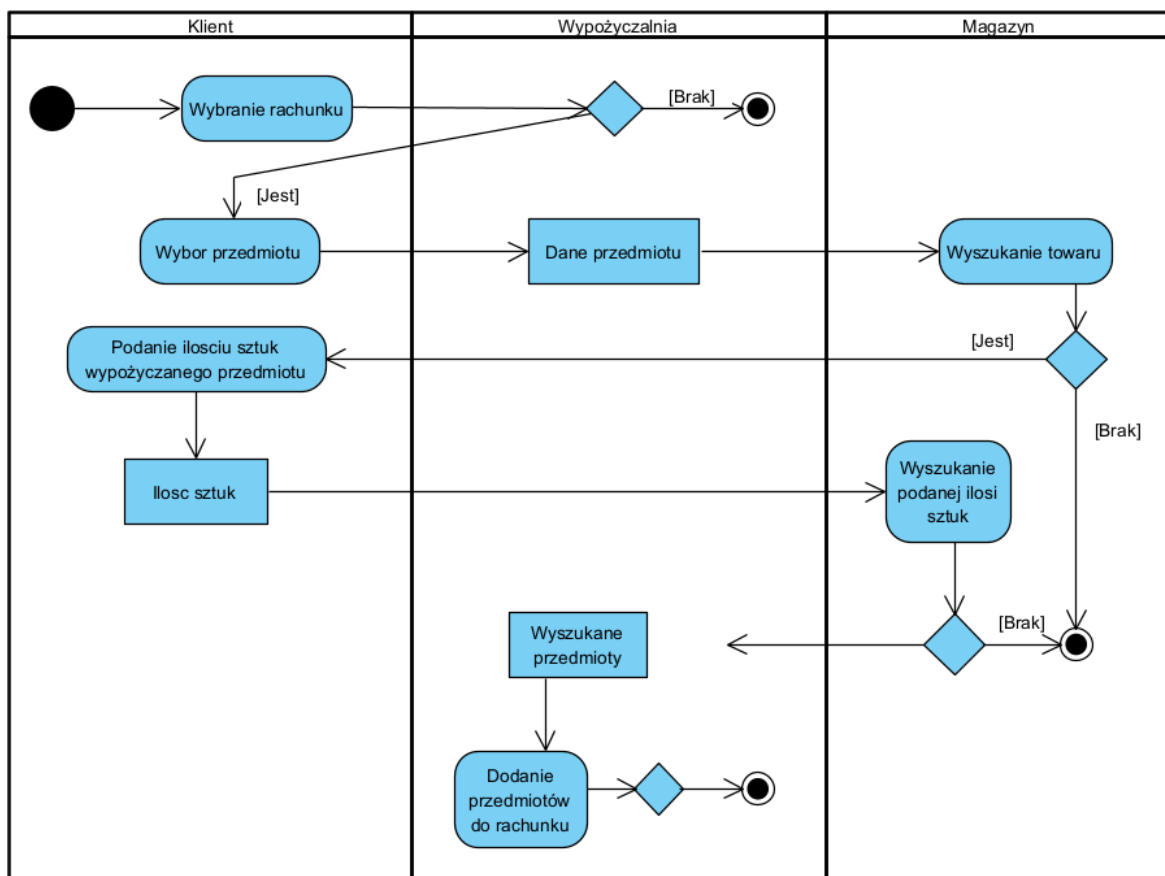 Klient
Wypożyczalnia
Magazyn
Wybranie rachunku
[Brak]
[Jest]
Wybor przedmiotu
Dane przedmiotu
Wyszukanie towaru
[Jest]
Podanie ilosciu sztuk
wypożyczanego przedmiotu
[Brak]
Ilosc sztuk
Wyszukanie
podanej ilosi
sztuk
[Brak]
Wyszukane
przedmioty
Dodanie
przedmiotów
do rachunku